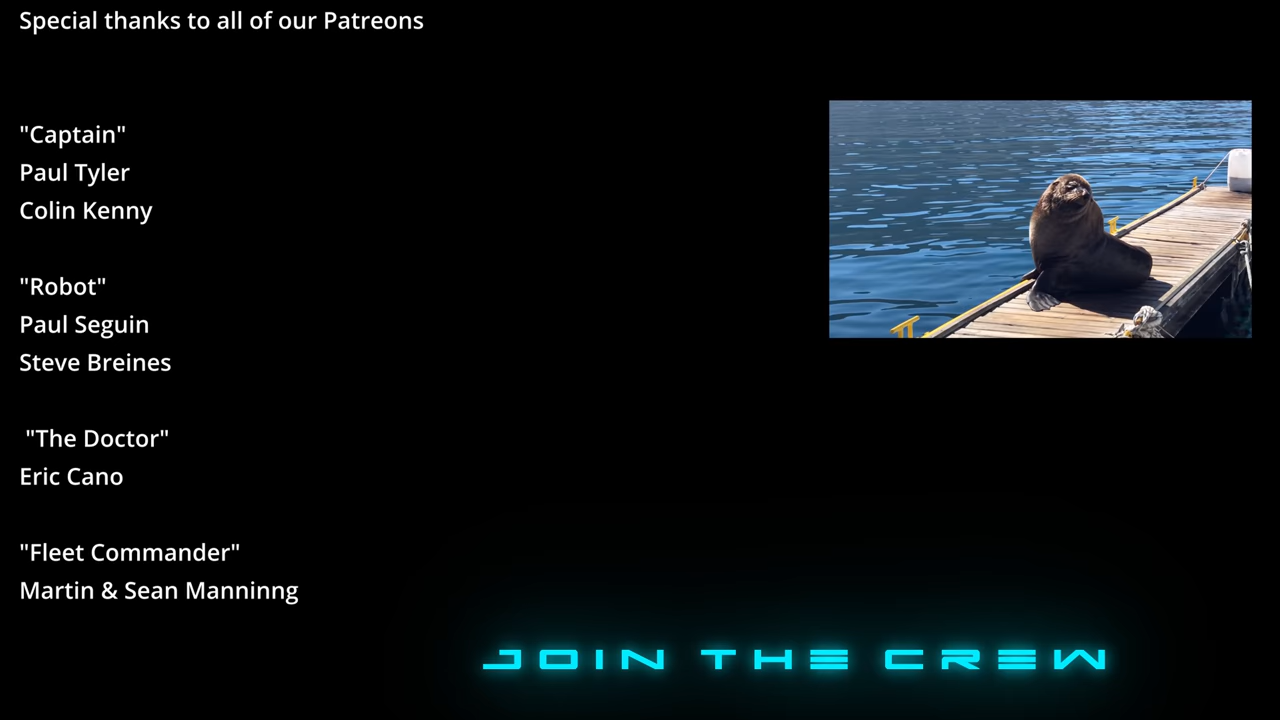 Special thanks to all of our Patreons
"Captain"
Paul Tyler
Colin Kenny
"Robot"
Paul Seguin
Steve Breines
"The Doctor"
Eric Cano
"Fleet Commander"
Martin & Sean Manninng
JOIN THE CREW